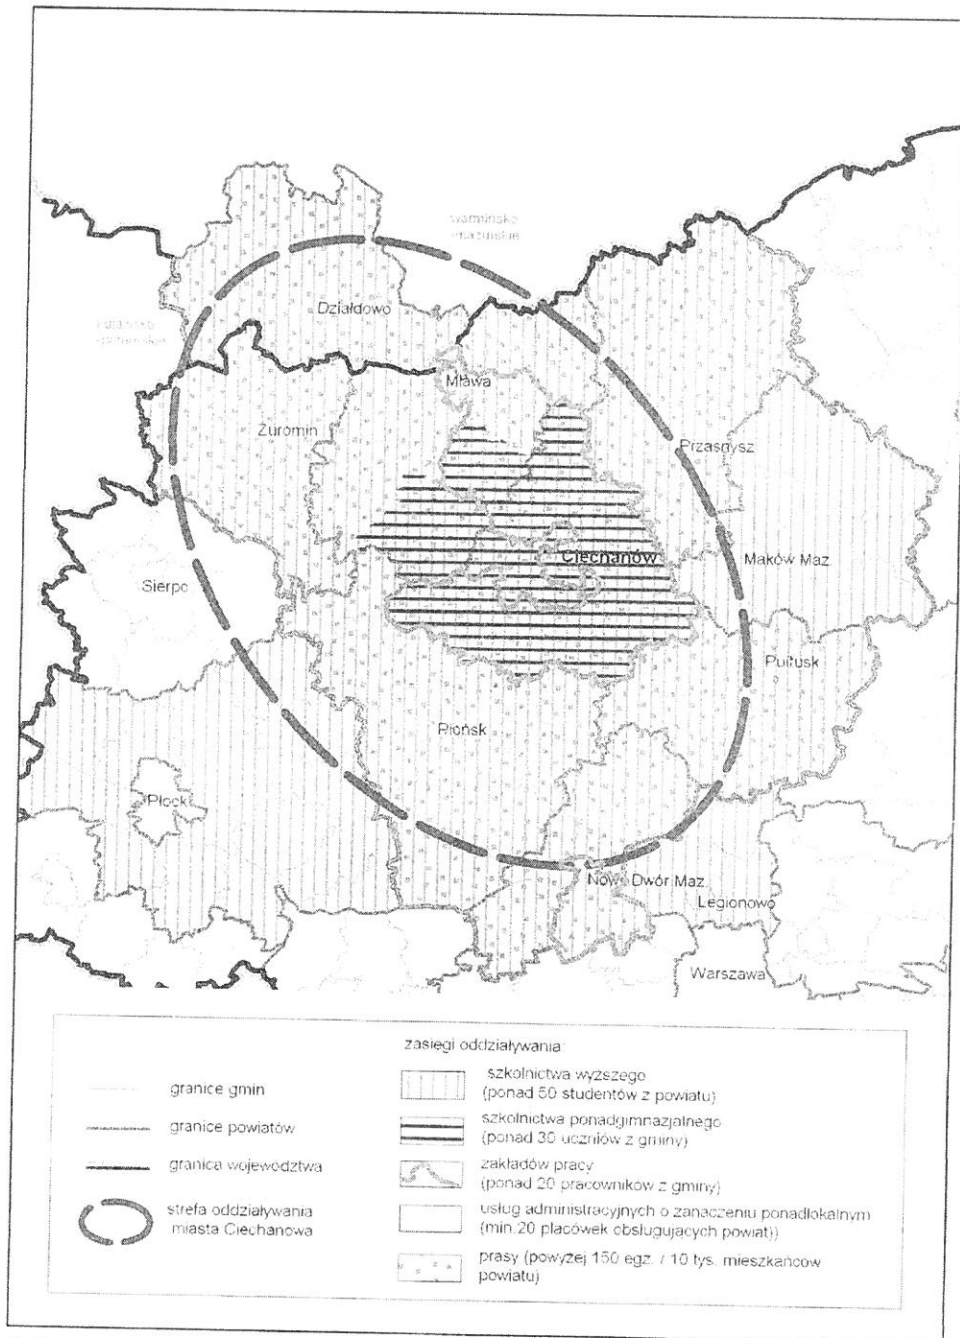 warmińsko
mazurskie
Działdowo
Mława
Żuromin
Przasnysz
Ciechanów
Maków Maz.
Sierpc
Pułtusk
Płońsk
Płock
Nowy Dwór Maz.
Legionowo
Warszawa
zasięgi oddziaływania:
granice gmin
granice powiatów
granica województwa
strefa oddziaływania
miasta Ciechanowa
szkolnictwa wyższego
(ponad 50 studentów z powiatu)
szkolnictwa ponadgimnazjalnego
(ponad 30 uczniów z gminy)
zakładów pracy
(ponad 20 pracowników z gminy)
usług administracyjnych o znaczeniu ponadlokalnym
(min.20 placówek obsługujących powiat))
prasy (powyżej 150 egz. / 10 tys. mieszkańców
powiatu)